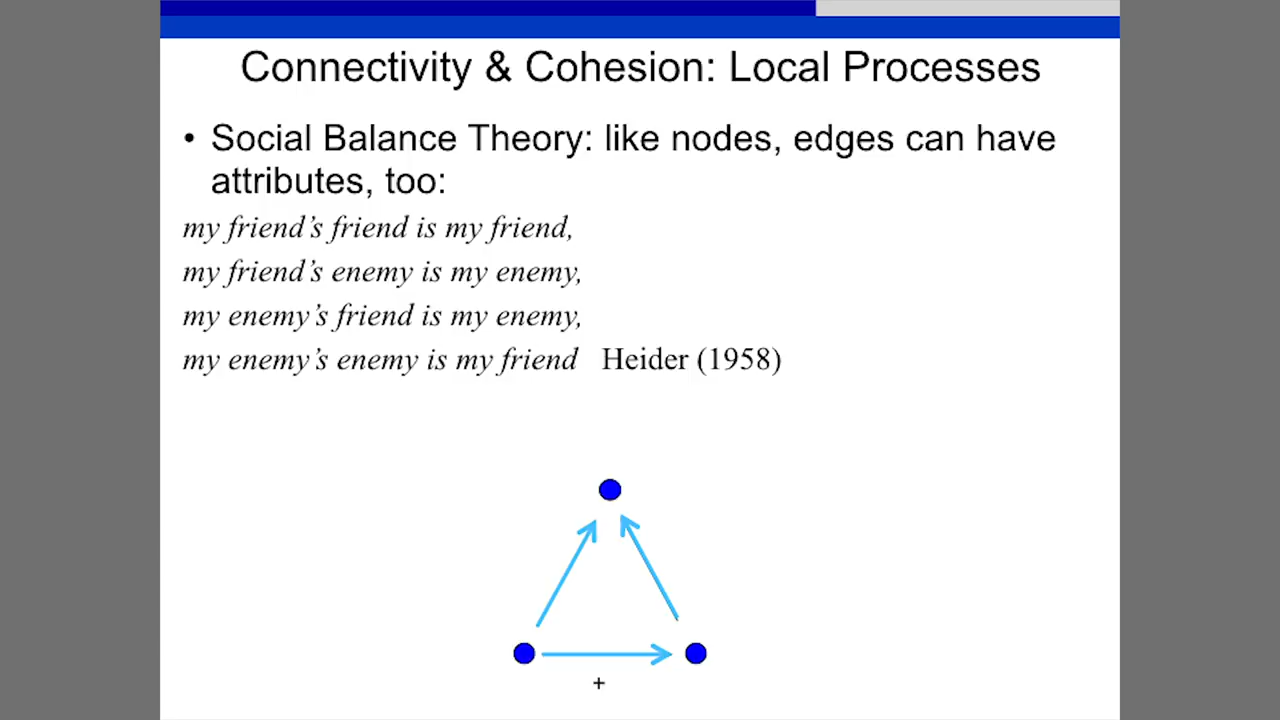 Connectivity & Cohesion: Local Processes
• Social Balance Theory: like nodes, edges can have
attributes, too:
my friend’s friend is my friend,
my friend’s enemy is my enemy,
my enemy’s friend is my enemy,
my enemy’s enemy is my friend Heider (1958)
+